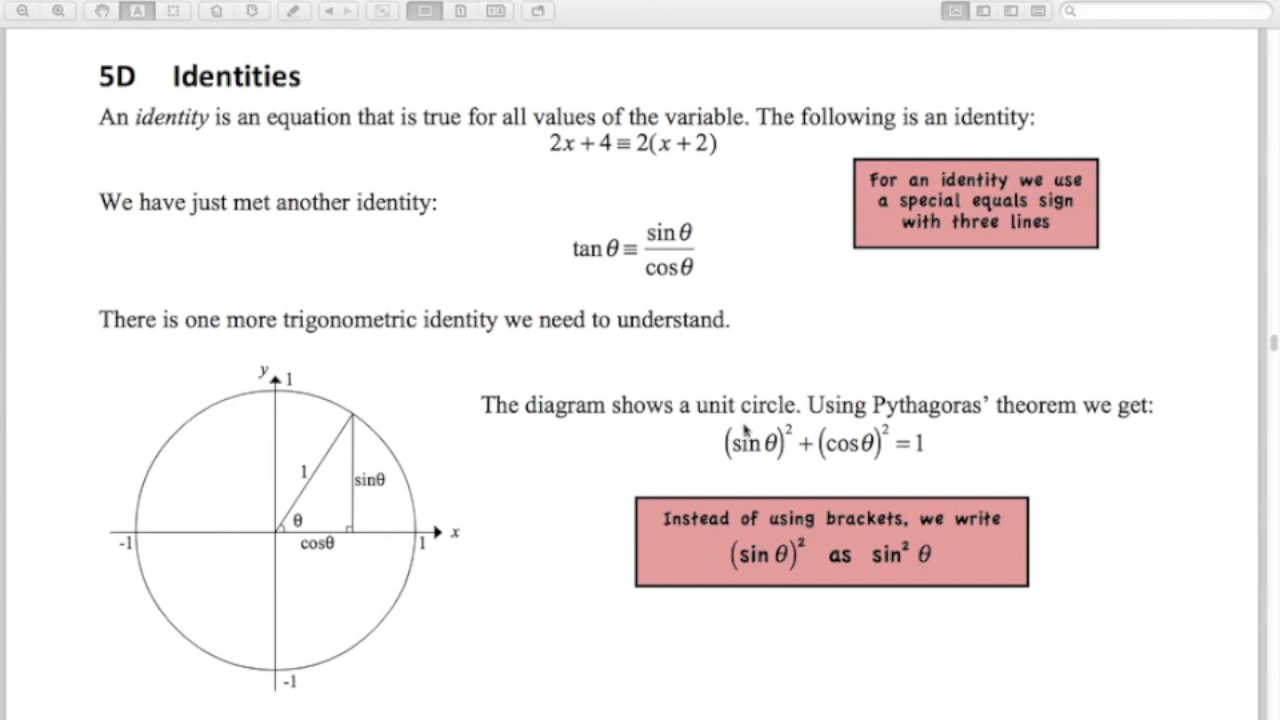 5D Identities
An identity is an equation that is true for all values of the variable. The following is an identity:
2x + 4 ≡ 2(x + 2)
For an identity we use
a special equals sign
with three lines
We have just met another identity:
tan θ ≡ sin θ / cos θ
There is one more trigonometric identity we need to understand.
y
1
1
sinθ
θ
cosθ
-1
1
x
-1
The diagram shows a unit circle. Using Pythagoras’ theorem we get:
(sin θ)² + (cos θ)² = 1
Instead of using brackets, we write
(sin θ)² as sin² θ